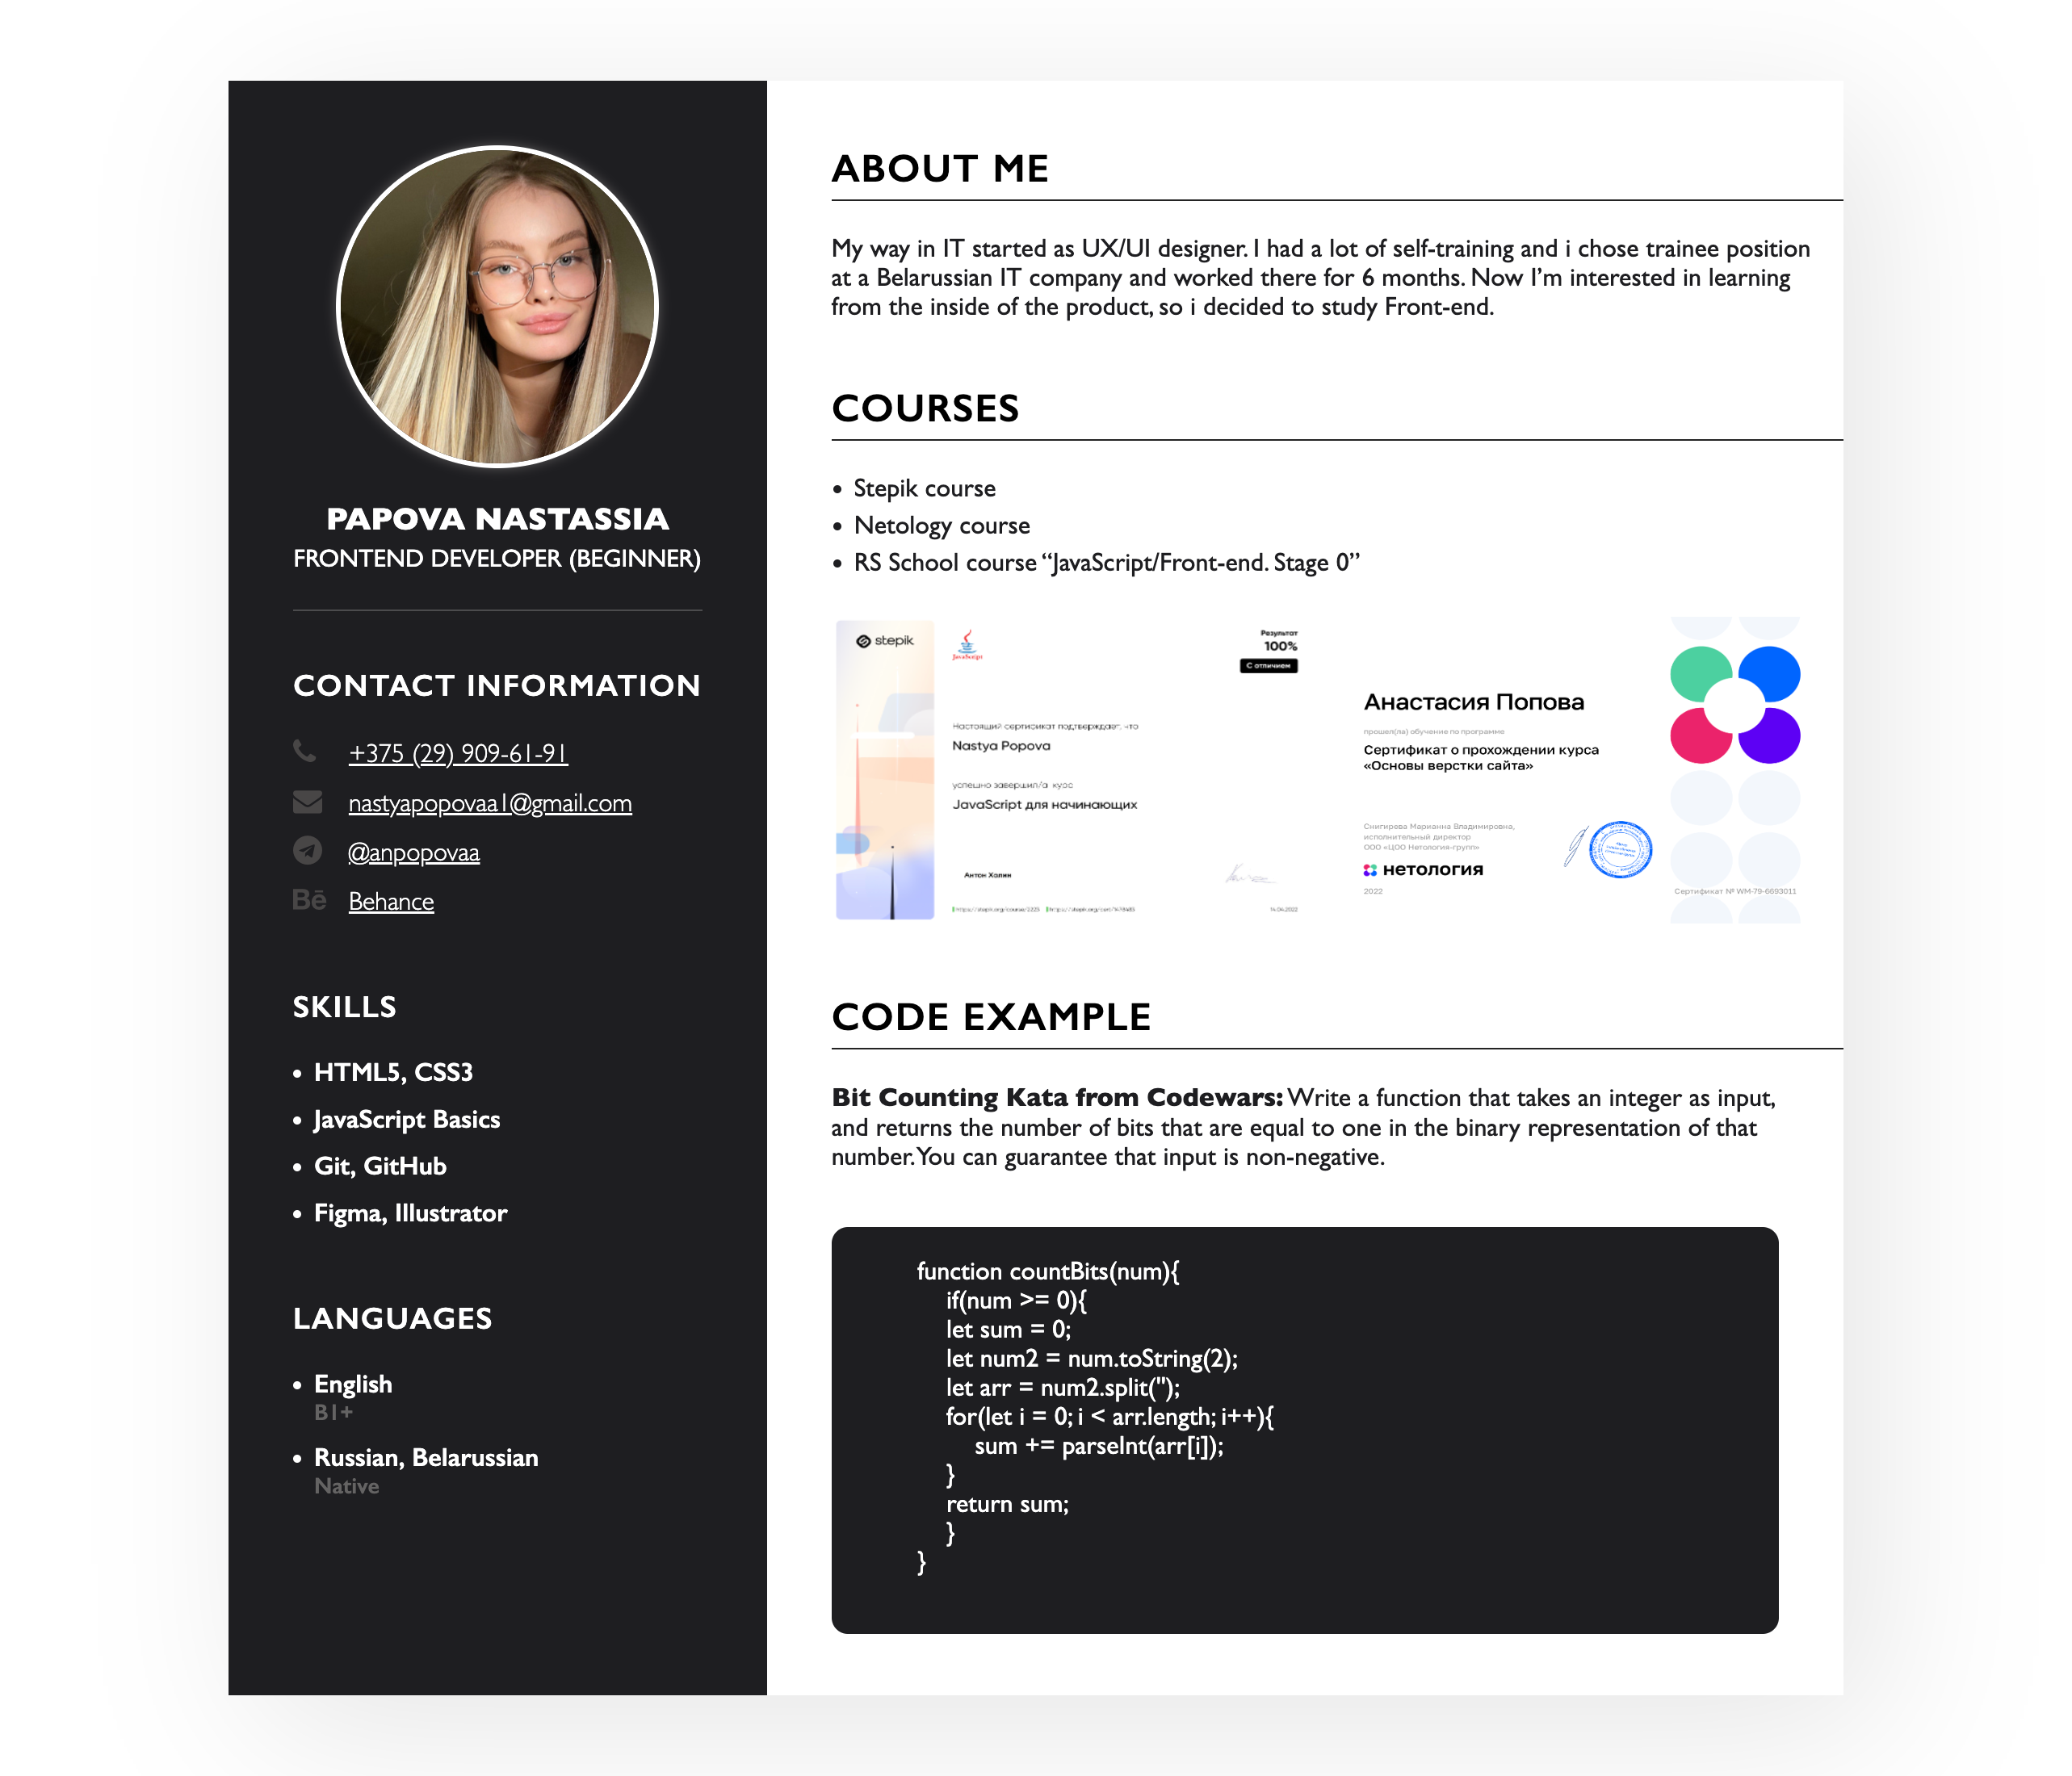 PAPOVA NASTASSIA
FRONTEND DEVELOPER (BEGINNER)
CONTACT INFORMATION
+375 (29) 909-61-91
nastyapopovaa1@gmail.com
@anpopovaa
Bē Behance
SKILLS
• HTML5, CSS3
• JavaScript Basics
• Git, GitHub
• Figma, Illustrator
LANGUAGES
• English
B1+
• Russian, Belarussian
Native
ABOUT ME
My way in IT started as UX/UI designer. I had a lot of self-training and i chose trainee position
at a Belarussian IT company and worked there for 6 months. Now I’m interested in learning
from the inside of the product, so i decided to study Front-end.
COURSES
• Stepik course
• Netology course
• RS School course “JavaScript/Front-end. Stage 0”
stepik
JavaScript
Результат
100%
С отличием
Настоящий сертификат подтверждает, что
Nastya Popova
успешно завершил/а курс
JavaScript для начинающих
Антон Холин
14.04.2022
Анастасия Попова
прошел(ла) обучение по программе
Сертификат о прохождении курса
«Основы верстки сайта»
Снигирева Марианна Владимировна,
исполнительный директор
ООО «ЦОО Нетология-групп»
нетология
2022
Сертификат № WM-79-6693011
CODE EXAMPLE
Bit Counting Kata from Codewars: Write a function that takes an integer as input,
and returns the number of bits that are equal to one in the binary representation of that
number. You can guarantee that input is non-negative.
function countBits(num){
if(num >= 0){
let sum = 0;
let num2 = num.toString(2);
let arr = num2.split('');
for(let i = 0; i < arr.length; i++){
sum += parseInt(arr[i]);
}
return sum;
}
}